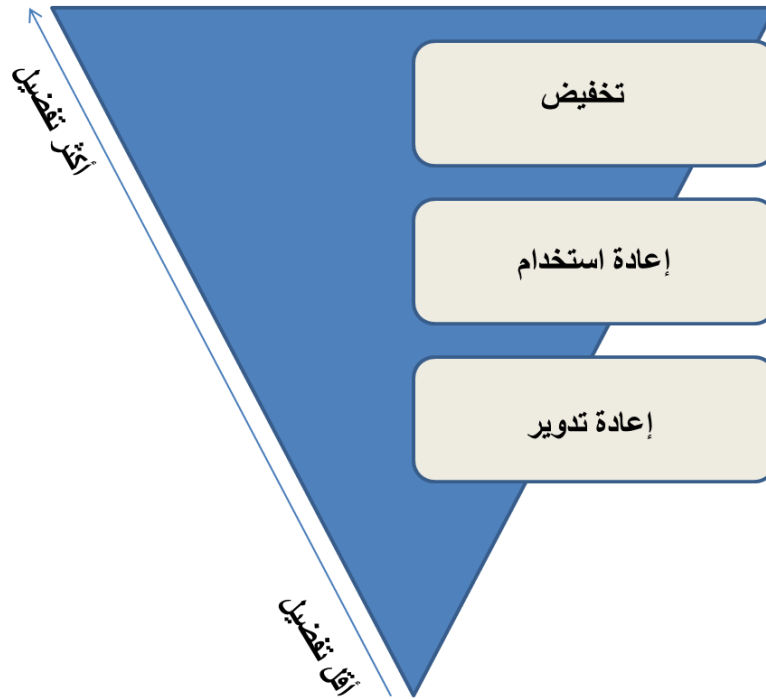 تخفيض
أكثر تفضيل
إعادة استخدام
إعادة تدوير
أقل تفضيل